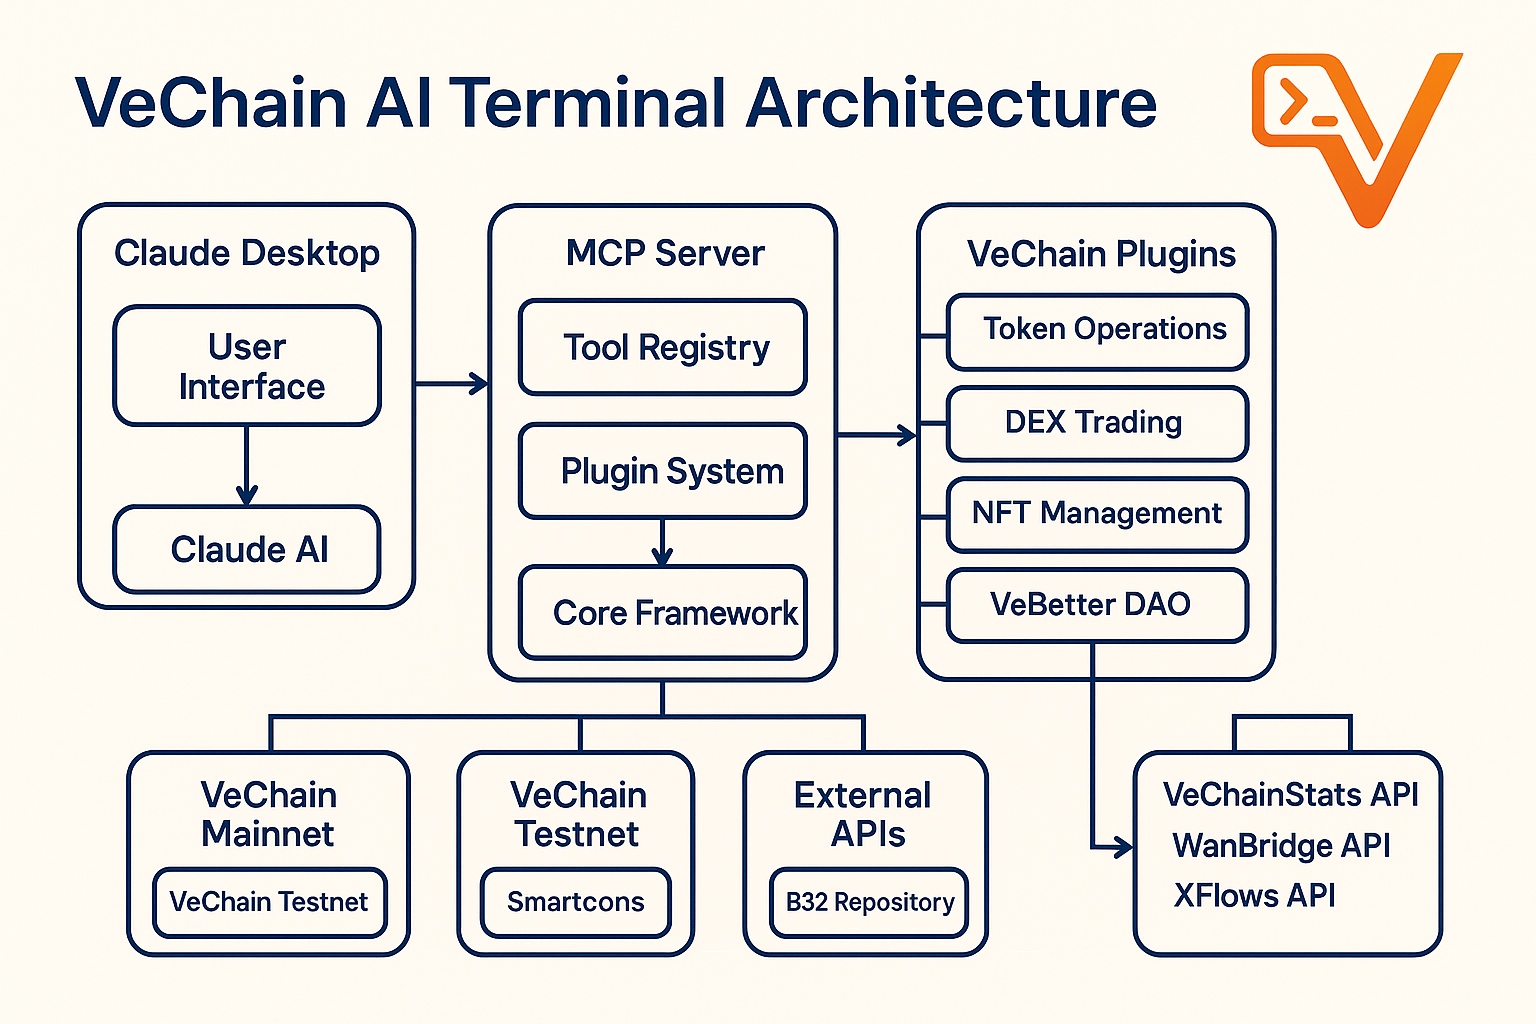 VeChain AI Terminal Architecture
Claude Desktop
User
Interface
Claude AI
MCP Server
Tool Registry
Plugin System
Core Framework
VeChain Plugins
Token Operations
DEX Trading
NFT Management
VeBetter DAO
VeChain
Mainnet
VeChain Testnet
VeChain
Testnet
Smartcons
External
APIs
B32 Repository
VeChainStats API
WanBridge API
XFlows API